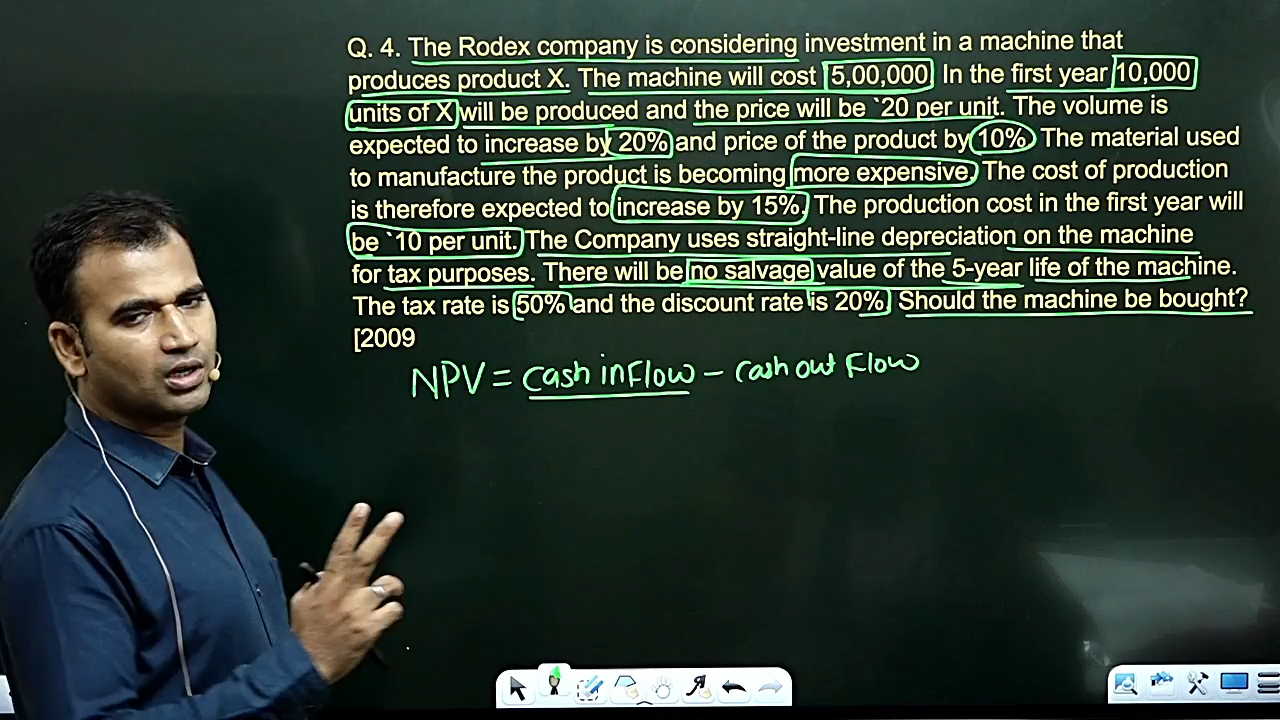 Q. 4. The Rodex company is considering investment in a machine that
produces product X. The machine will cost 5,00,000 In the first year 10,000
units of X will be produced and the price will be `20 per unit. The volume is
expected to increase by 20% and price of the product by 10% The material used
to manufacture the product is becoming more expensive. The cost of production
is therefore expected to increase by 15%, The production cost in the first year will
be `10 per unit. The Company uses straight-line depreciation on the machine
for tax purposes. There will be no salvage value of the 5-year life of the machine.
The tax rate is 50% and the discount rate is 20%. Should the machine be bought?
[2009
NPV = cash inflow - cash out flow